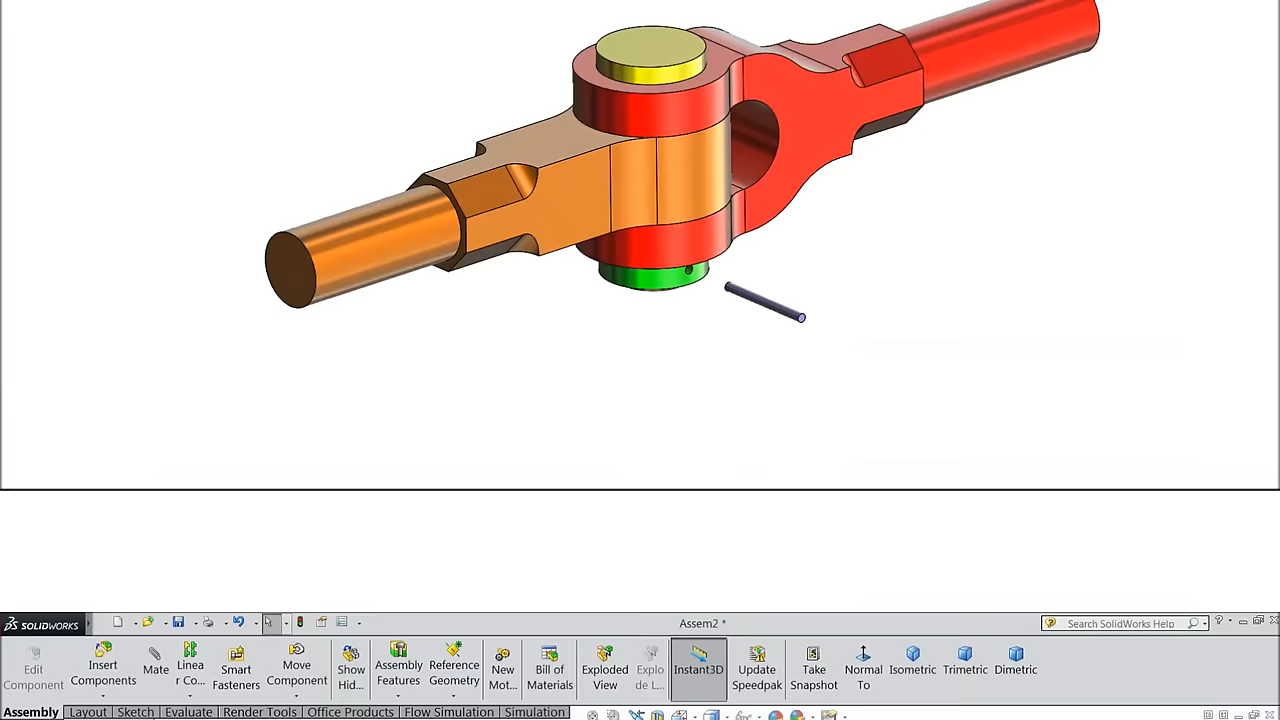 SOLIDWORKS
Assem2 *
Search SolidWorks Help
Edit
Component
Insert
Components
Mate
Linea
r Co...
Smart
Fasteners
Move
Component
Show
Hid...
Assembly
Features
Reference
Geometry
New
Mot...
Bill of
Materials
Exploded
View
Explo
de L...
Instant3D
Update
Speedpak
Take
Snapshot
Normal
To
Isometric
Trimetric
Dimetric
Assembly
Layout
Sketch
Evaluate
Render Tools
Office Products
Flow Simulation
Simulation